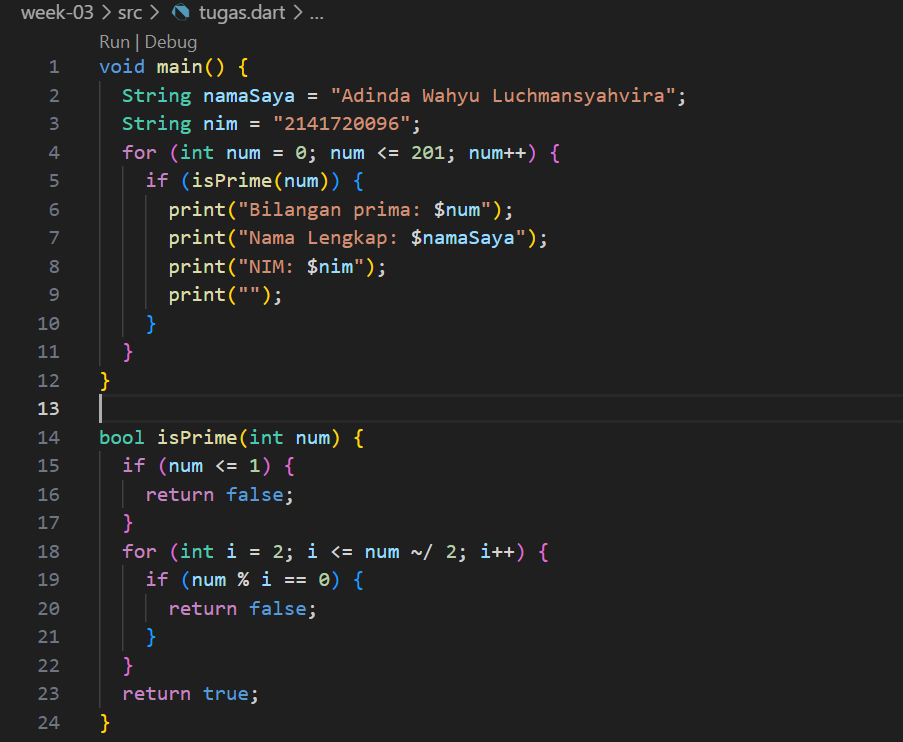 week-03 > src > tugas.dart > ...
Run | Debug
1 void main() {
2   String namaSaya = "Adinda Wahyu Luchmansyahvira";
3   String nim = "2141720096";
4   for (int num = 0; num <= 201; num++) {
5     if (isPrime(num)) {
6       print("Bilangan prima: $num");
7       print("Nama Lengkap: $namaSaya");
8       print("NIM: $nim");
9       print("");
10     }
11   }
12 }
13
14 bool isPrime(int num) {
15   if (num <= 1) {
16     return false;
17   }
18   for (int i = 2; i <= num ~/ 2; i++) {
19     if (num % i == 0) {
20       return false;
21     }
22   }
23   return true;
24 }